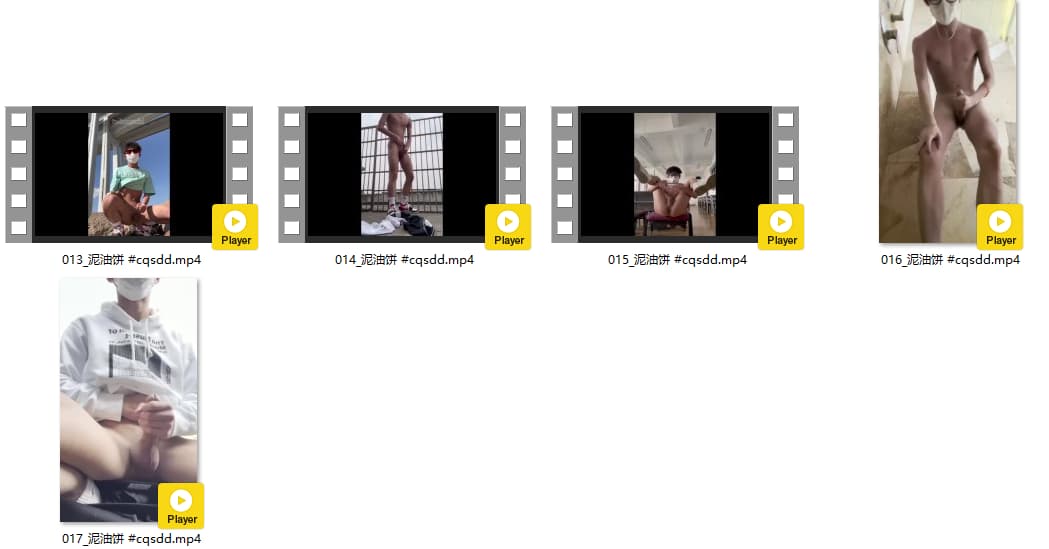 Player
Player
Player
Player
013_泥油饼 #cqsdd.mp4
014_泥油饼 #cqsdd.mp4
015_泥油饼 #cqsdd.mp4
016_泥油饼 #cqsdd.mp4
Player
017_泥油饼 #cqsdd.mp4